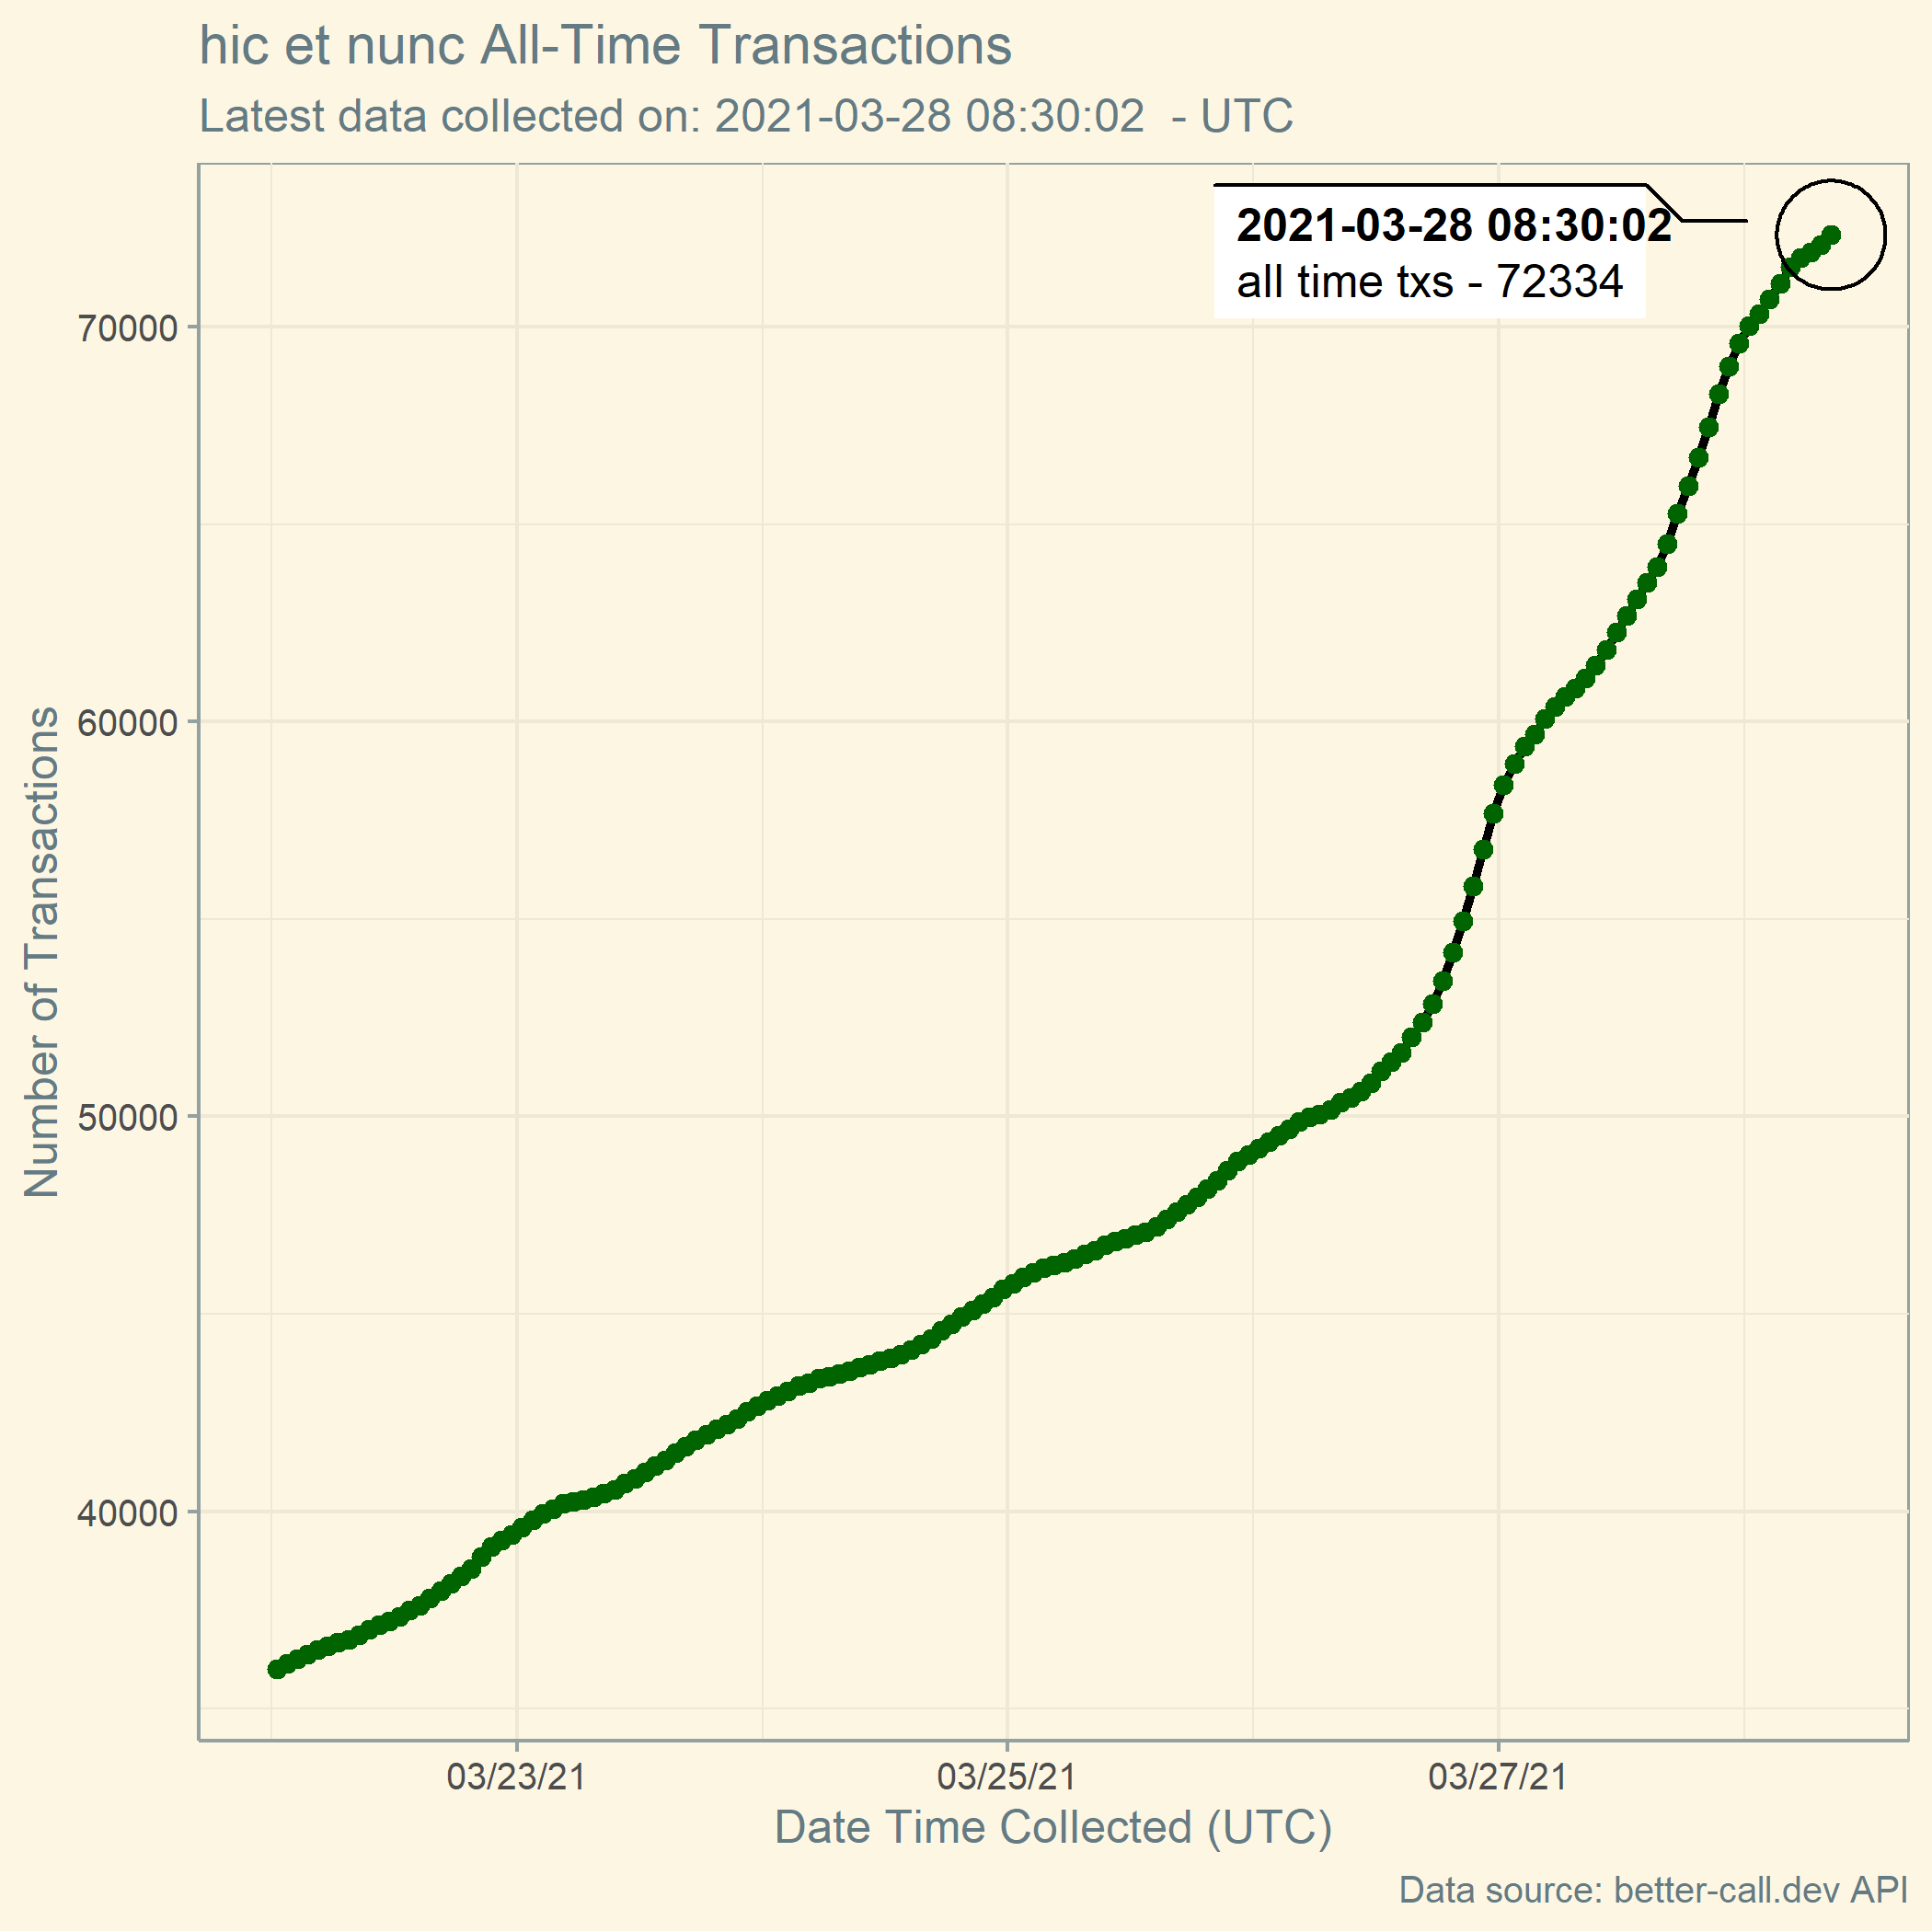 hic et nunc All-Time Transactions
Latest data collected on: 2021-03-28 08:30:02  - UTC
2021-03-28 08:30:02
all time txs - 72334
70000
60000
50000
40000
Number of Transactions
03/23/21
03/25/21
03/27/21
Date Time Collected (UTC)
Data source: better-call.dev API